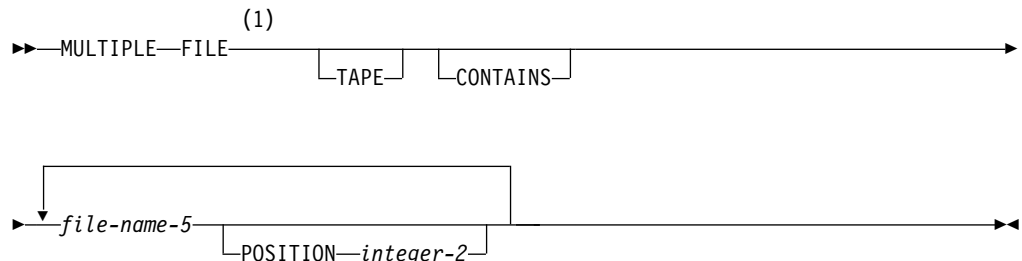 (1)
MULTIPLE FILE
TAPE CONTAINS
file-name-5
POSITION integer-2